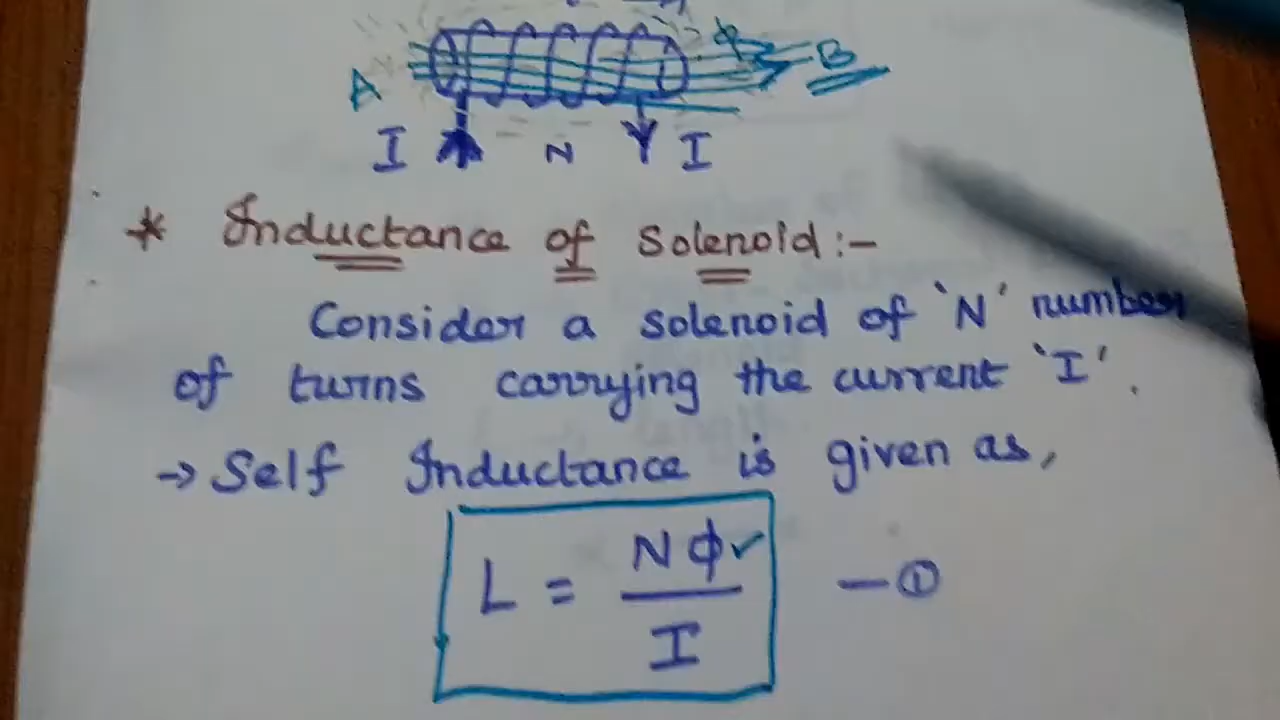 A
ϕ
B
I N I
* Inductance of Solenoid :-
Consider a solenoid of 'N' number
of turns carrying the current 'I'.
→ Self Inductance is given as,
L = Nϕ✓ / I —①